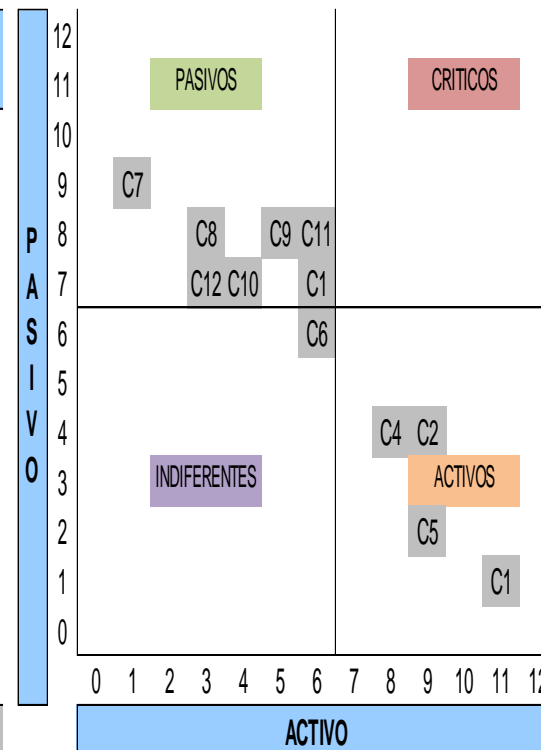 12
11 PASIVOS CRITICOS
10
9 C7
8 C8 C9 C11
7 C12 C10 C1
6 C6
5
4 C4 C2
3 INDIFERENTES ACTIVOS
2 C5
1 C1
0
0 1 2 3 4 5 6 7 8 9 10 11 12
PASIVO
ACTIVO